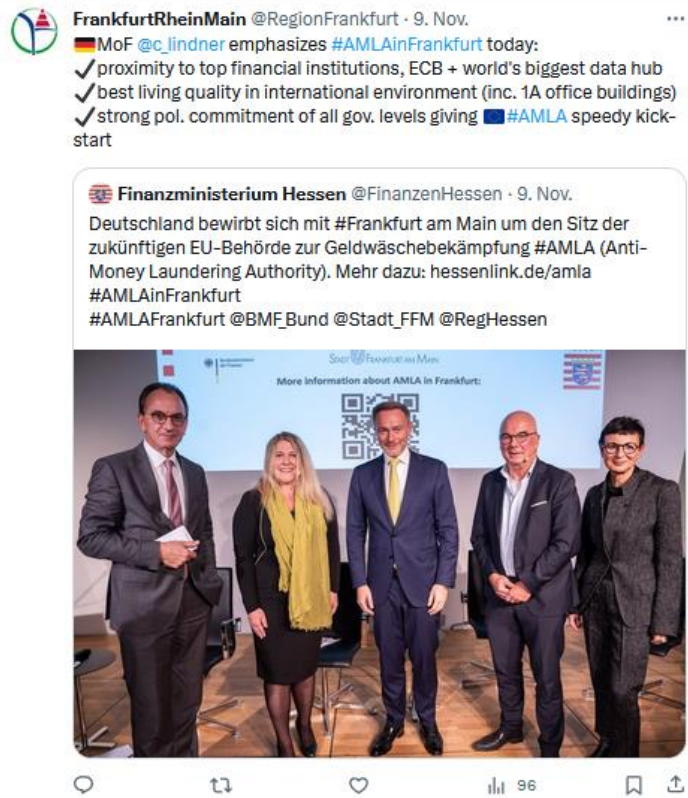 FrankfurtRheinMain @RegionFrankfurt · 9. Nov.
MoF @c_lindner emphasizes #AMLAinFrankfurt today:
proximity to top financial institutions, ECB + world's biggest data hub
best living quality in international environment (inc. 1A office buildings)
strong pol. commitment of all gov. levels giving #AMLA speedy kick-
start
Finanzministerium Hessen @FinanzenHessen · 9. Nov.
Deutschland bewirbt sich mit #Frankfurt am Main um den Sitz der
zukünftigen EU-Behörde zur Geldwäschebekämpfung #AMLA (Anti-
Money Laundering Authority). Mehr dazu: hessenlink.de/amla
#AMLAinFrankfurt
#AMLAFrankfurt @BMF_Bund @Stadt_FFM @RegHessen
STADT FRANKFURT AM MAIN
More information about AMLA in Frankfurt:
96